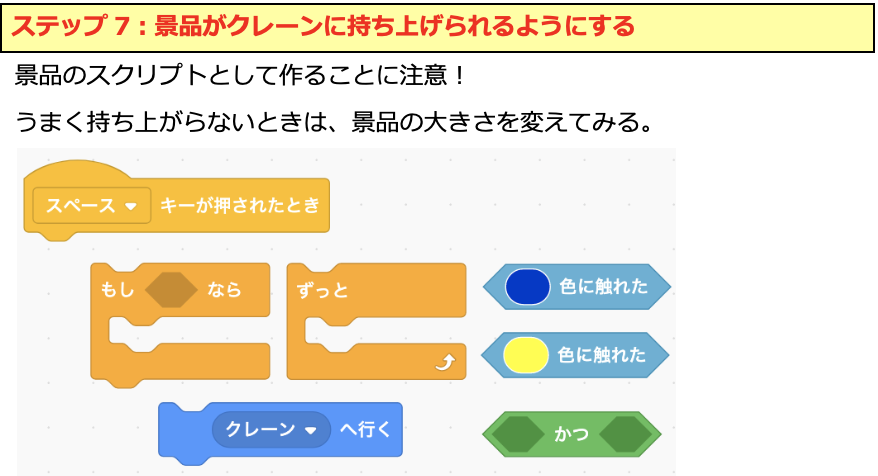 ステップ7：景品がクレーンに持ち上げられるようにする
景品のスクリプトとして作ることに注意！
うまく持ち上がらないときは、景品の大きさを変えてみる。
スペース キーが押されたとき
もし なら
ずっと
色に触れた
色に触れた
クレーン へ行く
かつ